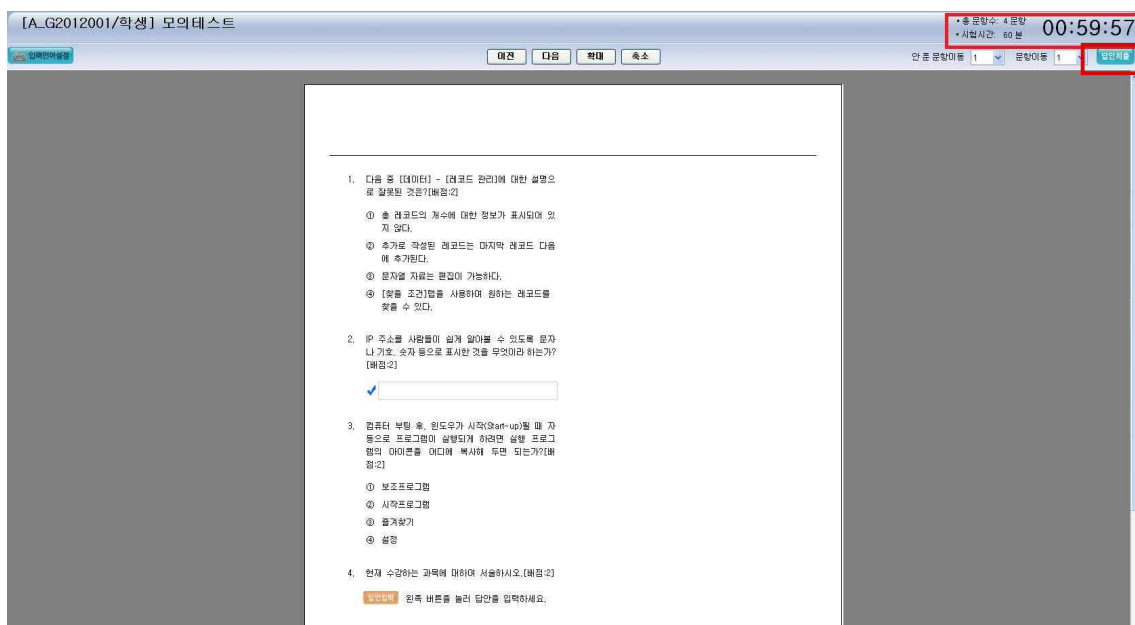 [A_G2012001/학생] 모의테스트
• 총 문항수: 4 문항
• 시험시간: 60 분
00:59:57
입력언어설정
이전 다음 확대 축소
안 푼 문항이동 1 문항이동 1 답안제출
1. 다음 중 [데이터] - [레코드 관리]에 대한 설명으
로 잘못된 것은?[배점:2]
① 총 레코드의 개수에 대한 정보가 표시되어 있
지 않다.
② 추가로 작성된 레코드는 마지막 레코드 다음
에 추가된다.
③ 문자열 자료는 편집이 가능하다.
④ [찾을 조건]탭을 사용하여 원하는 레코드를
찾을 수 있다.
2. IP 주소를 사람들이 쉽게 알아볼 수 있도록 문자
나 기호, 숫자 등으로 표시한 것을 무엇이라 하는가?
[배점:2]
3. 컴퓨터 부팅 후, 윈도우가 시작(Start-up)될 때 자
동으로 프로그램이 실행되게 하려면 실행 프로그
램의 아이콘을 어디에 복사해 두면 되는가?[배
점:2]
① 보조프로그램
② 시작프로그램
③ 즐겨찾기
④ 설정
4. 현재 수강하는 과목에 대하여 서술하시오.[배점:2]
답안입력 왼쪽 버튼을 눌러 답안을 입력하세요.